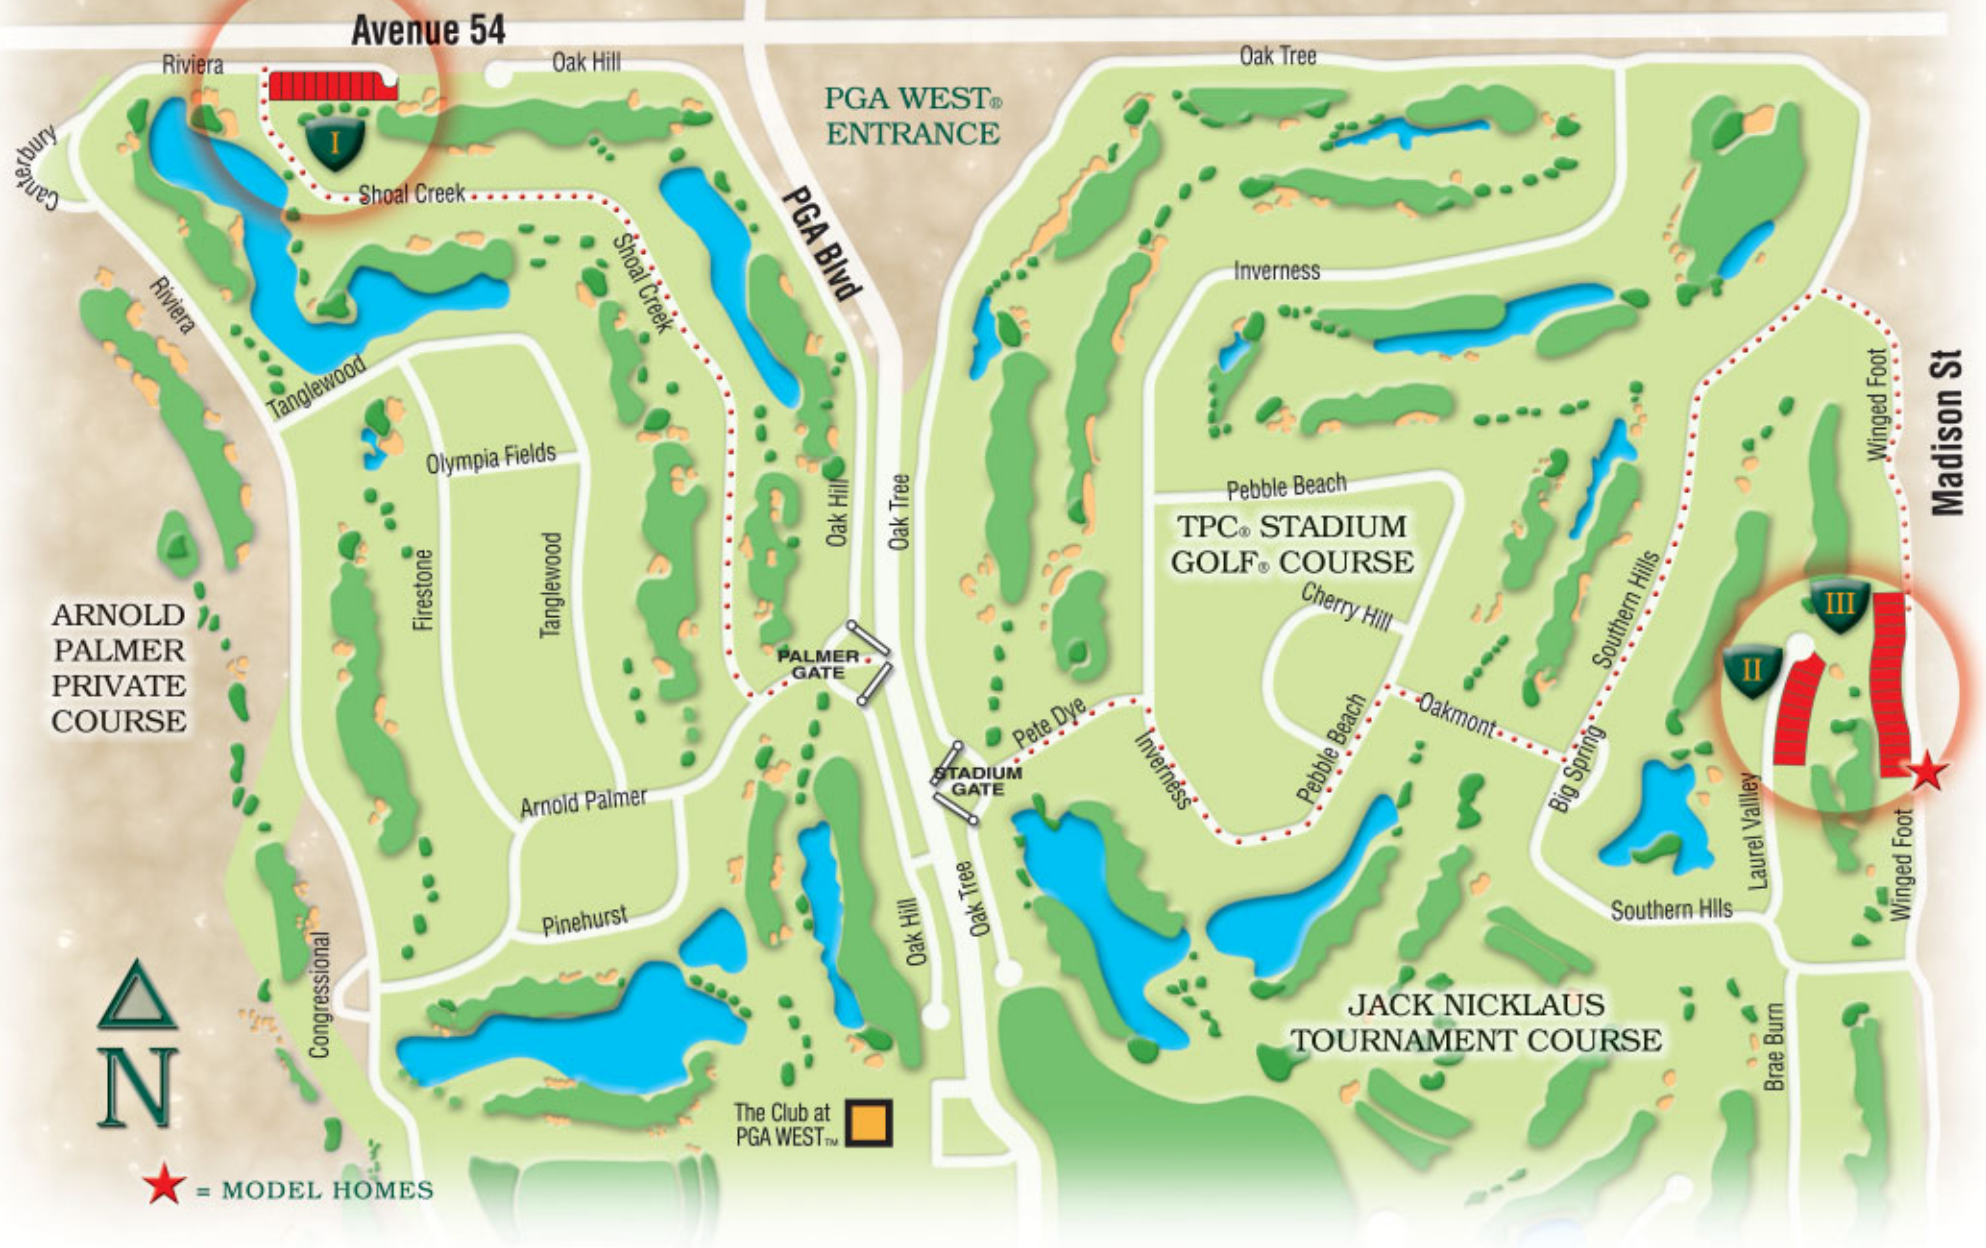 Avenue 54
Riviera
Oak Hill
Oak Tree
PGA WEST®
ENTRANCE
I
Canterbury
Shoal Creek
PGA Blvd
Shoal Creek
Inverness
Riviera
Tanglewood
Winged Foot
Madison St
Olympia Fields
Pebble Beach
Oak Hill
Oak Tree
TPC® STADIUM
GOLF® COURSE
Firestone
Tanglewood
Cherry Hill
Southern Hills
III
II
ARNOLD
PALMER
PRIVATE
COURSE
PALMER
GATE
Pete Dye
Oakmont
Inverness
Pebble Beach
Big Spring
STADIUM
GATE
Arnold Palmer
Laurel Vallley
Winged Foot
Pinehurst
Oak Hill
Oak Tree
Southern HIls
Congressional
JACK NICKLAUS
TOURNAMENT COURSE
Brae Burn
N
The Club at
PGA WEST™
= MODEL HOMES